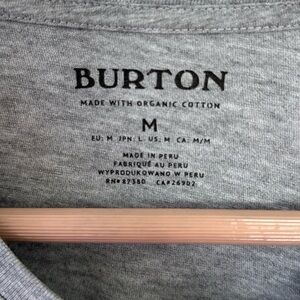 BURTON
MADE WITH ORGANIC COTTON
M
EU: M JPN: L US: M CA: M/M
MADE IN PERU
FABRIQUÉ AU PERU
WYPRODUKOWANO W PERU
RN#87380 CA#26902